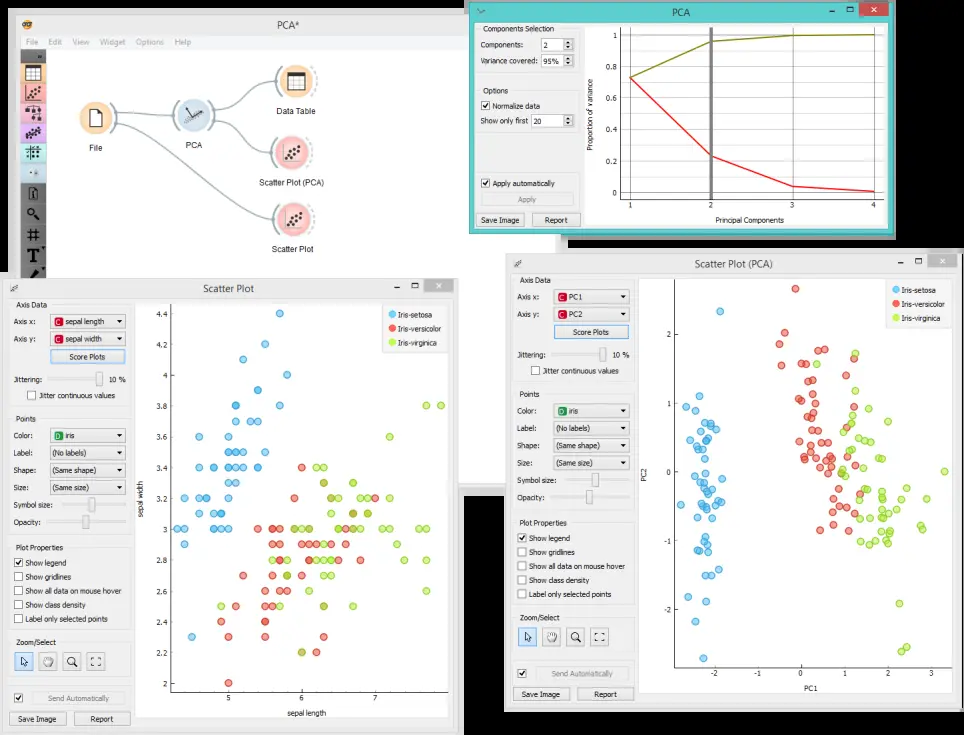 PCA*
File Edit View Widget Options Help
File
PCA
Data Table
Scatter Plot (PCA)
Scatter Plot
PCA
Components Selection
Components: 2
Variance covered: 95%
Options
Normalize data
Show only first 20
Apply automatically
Apply
Save Image Report
Proportion of variance
1
0.8
0.6
0.4
0.2
0
1 2 3 4
Principal Components
Scatter Plot
Axis Data
Axis x: C sepal length
Axis y: C sepal width
Score Plots
Jittering: 10 %
Jitter continuous values
Points
Color: D iris
Label: (No labels)
Shape: (Same shape)
Size: (Same size)
Symbol size:
Opacity:
Plot Properties
Show legend
Show gridlines
Show all data on mouse hover
Show class density
Label only selected points
Zoom/Select
Send Automatically
Save Image Report
sepal width
4.4
4.2
4
3.8
3.6
3.4
3.2
3
2.8
2.6
2.4
2.2
2
5 6 7
sepal length
Iris-setosa
Iris-versicolor
Iris-virginica
Scatter Plot (PCA)
Axis Data
Axis x: C PC1
Axis y: C PC2
Score Plots
Jittering: 10 %
Jitter continuous values
Points
Color: D iris
Label: (No labels)
Shape: (Same shape)
Size: (Same size)
Symbol size:
Opacity:
Plot Properties
Show legend
Show gridlines
Show all data on mouse hover
Show class density
Label only selected points
Zoom/Select
Send Automatically
Save Image Report
PC2
2
1
0
-1
-2
-2 -1 0 1 2 3
PC1
Iris-setosa
Iris-versicolor
Iris-virginica